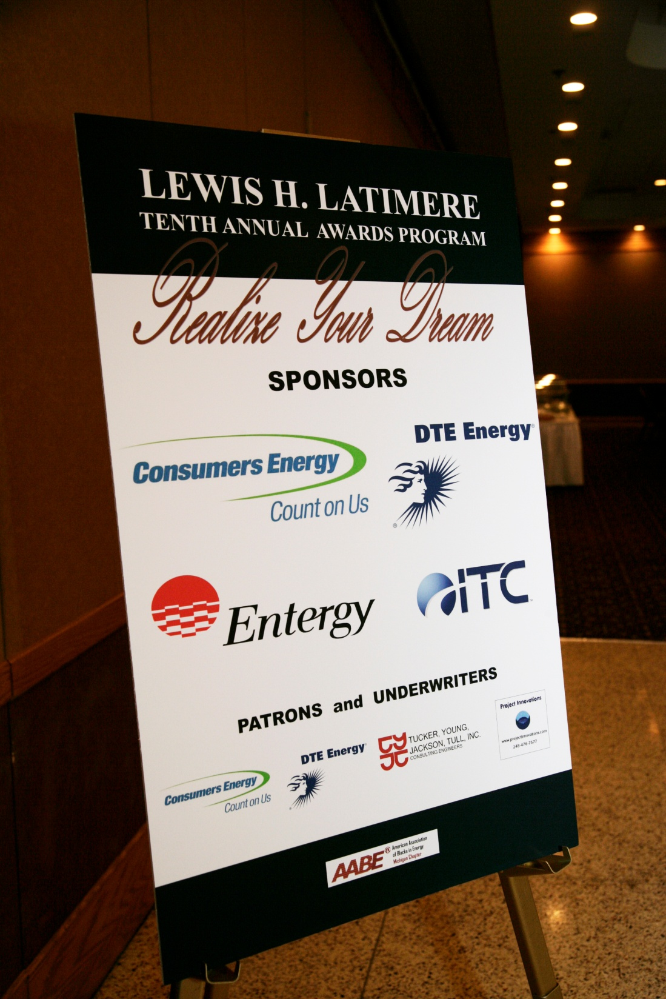 LEWIS H. LATIMERE
TENTH ANNUAL AWARDS PROGRAM
Realize Your Dream
SPONSORS
Consumers Energy
Count on Us
DTE Energy®
®
Entergy
ITC
PATRONS and UNDERWRITERS
Consumers Energy
Count on Us
DTE Energy®
TUCKER, YOUNG,
JACKSON, TULL, INC.
CONSULTING ENGINEERS
Project Innovations
www.projectinnovations.com
248-476-7577
AABE®
American Association
of Blacks in Energy
Michigan Chapter